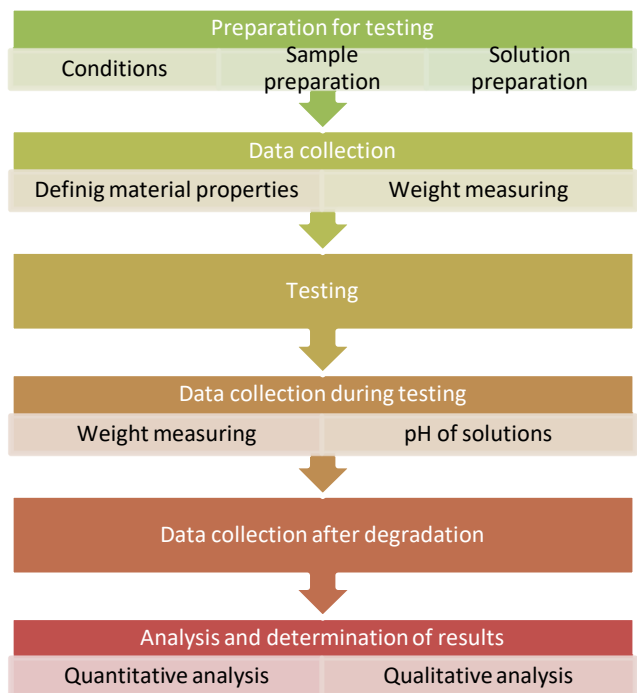 Preparation for testing
Conditions
Sample
preparation
Solution
preparation
Data collection
Definig material properties
Weight measuring
Testing
Data collection during testing
Weight measuring
pH of solutions
Data collection after degradation
Analysis and determination of results
Quantitative analysis
Qualitative analysis